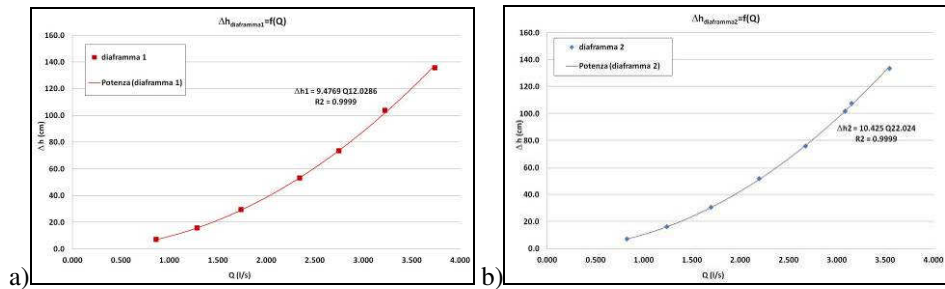 Δh diaframma1=f(Q)
160.0
140.0
120.0
100.0
80.0
60.0
40.0
20.0
0.0
Δ h (cm)
diaframma 1
Potenza (diaframma 1)
Δh1 = 9.4769 Q12.0286
R2 = 0.9999
0.000 1.000 1.500 2.000 2.500 3.000 3.500 4.000
Q (l/s)
a)
Δh diaframma2=f(Q)
160.0
140.0
120.0
100.0
80.0
60.0
40.0
20.0
0.0
Δ h (cm)
diaframma 2
Potenza (diaframma 2)
Δh2 = 10.425 Q22.024
R2 = 0.9999
0.000 0.500 1.000 1.500 2.000 2.500 3.000 3.500 4.000
Q (l/s)
b)